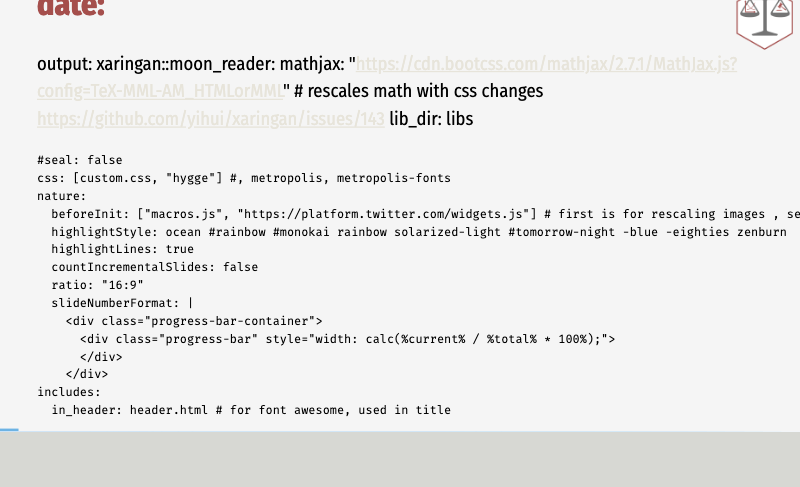 date:
output: xaringan::moon_reader: mathjax: "https://cdn.bootcss.com/mathjax/2.7.1/MathJax.js?
config=TeX-MML-AM_HTMLorMML" # rescales math with css changes
https://github.com/yihui/xaringan/issues/143 lib_dir: libs
#seal: false
css: [custom.css, "hygge"] #, metropolis, metropolis-fonts
nature:
  beforeInit: ["macros.js", "https://platform.twitter.com/widgets.js"] # first is for rescaling images , se
  highlightStyle: ocean #rainbow #monokai rainbow solarized-light #tomorrow-night -blue -eighties zenburn
  highlightLines: true
  countIncrementalSlides: false
  ratio: "16:9"
  slideNumberFormat: |
    <div class="progress-bar-container">
      <div class="progress-bar" style="width: calc(%current% / %total% * 100%);">
      </div>
    </div>
includes:
  in_header: header.html # for font awesome, used in title